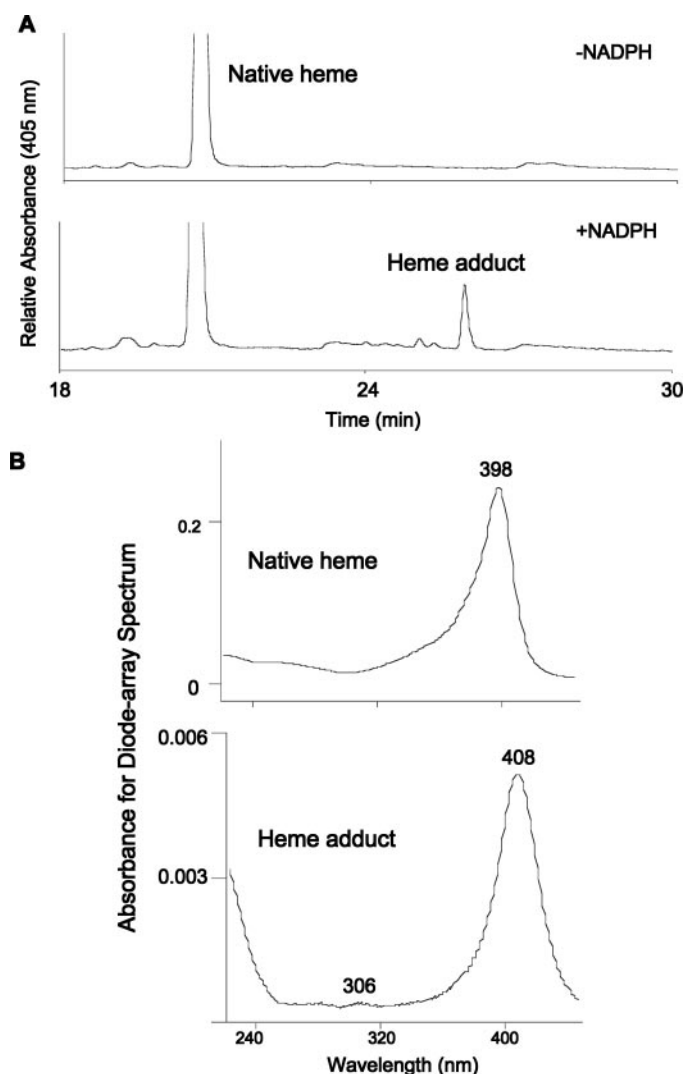 A
Native heme
-NADPH
Relative Absorbance (405 nm)
+NADPH
Heme adduct
18
24
30
Time (min)
B
398
0.2
Native heme
0
Absorbance for Diode-array Spectrum
0.006
408
Heme adduct
0.003
306
240
320
400
Wavelength (nm)